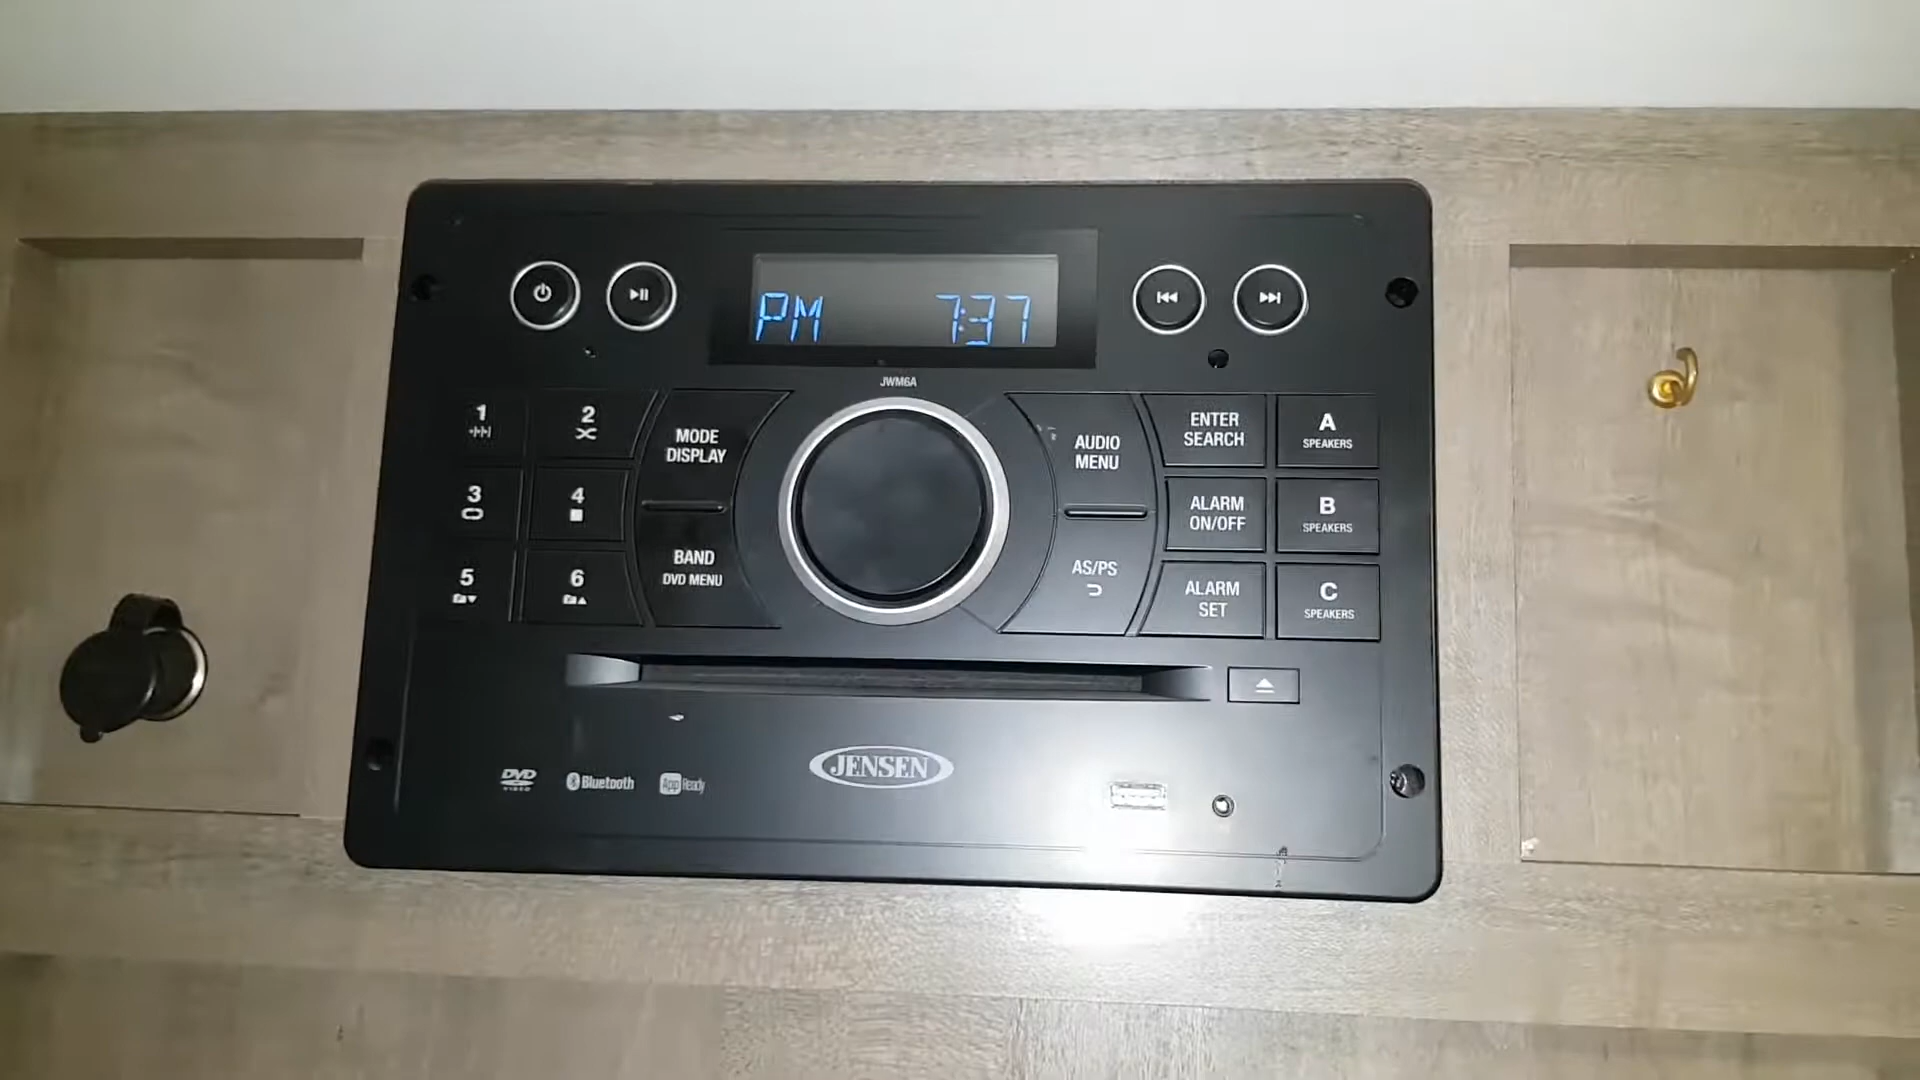 PM 7:37
JWM6A
1
2
MODE
DISPLAY
AUDIO
MENU
ENTER
SEARCH
A
SPEAKERS
3
4
ALARM
ON/OFF
B
SPEAKERS
5
6
BAND
DVD MENU
AS/PS
ALARM
SET
C
SPEAKERS
DVD
VIDEO
Bluetooth
App Ready
JENSEN